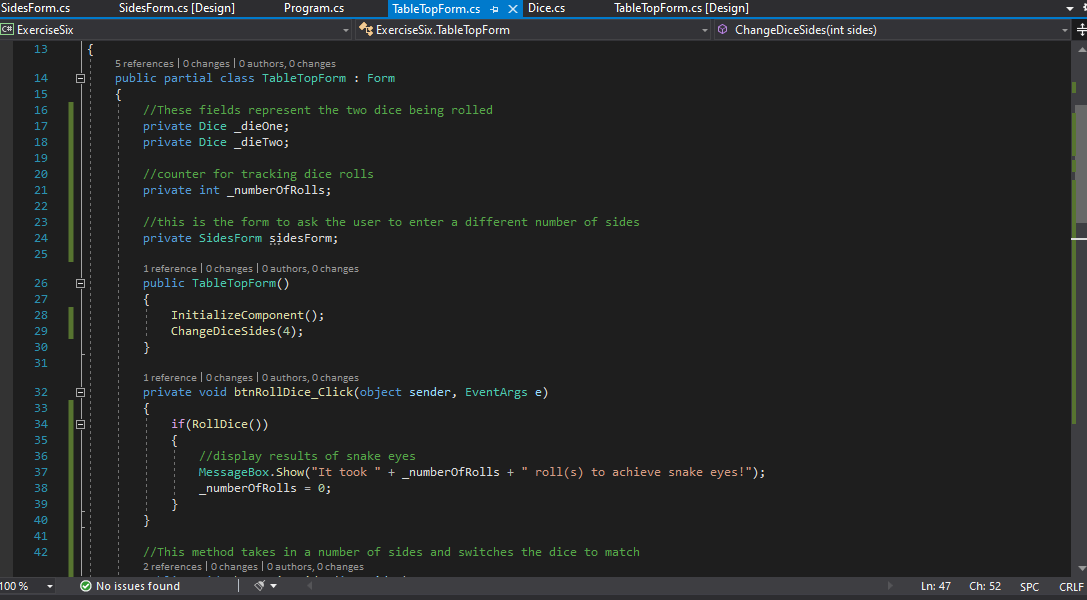 SidesForm.cs SidesForm.cs [Design] Program.cs TableTopForm.cs Dice.cs TableTopForm.cs [Design]
C# ExerciseSix ExerciseSix.TableTopForm ChangeDiceSides(int sides)
13 {
5 references | 0 changes | 0 authors, 0 changes
14 public partial class TableTopForm : Form
15 {
16 //These fields represent the two dice being rolled
17 private Dice _dieOne;
18 private Dice _dieTwo;
19
20 //counter for tracking dice rolls
21 private int _numberOfRolls;
22
23 //this is the form to ask the user to enter a different number of sides
24 private SidesForm sidesForm;
25
1 reference | 0 changes | 0 authors, 0 changes
26 public TableTopForm()
27 {
28 InitializeComponent();
29 ChangeDiceSides(4);
30 }
31
1 reference | 0 changes | 0 authors, 0 changes
32 private void btnRollDice_Click(object sender, EventArgs e)
33 {
34 if(RollDice())
35 {
36 //display results of snake eyes
37 MessageBox.Show("It took " + _numberOfRolls + " roll(s) to achieve snake eyes!");
38 _numberOfRolls = 0;
39 }
40 }
41
42 //This method takes in a number of sides and switches the dice to match
2 references | 0 changes | 0 authors, 0 changes
100 % No issues found Ln: 47 Ch: 52 SPC CRLF